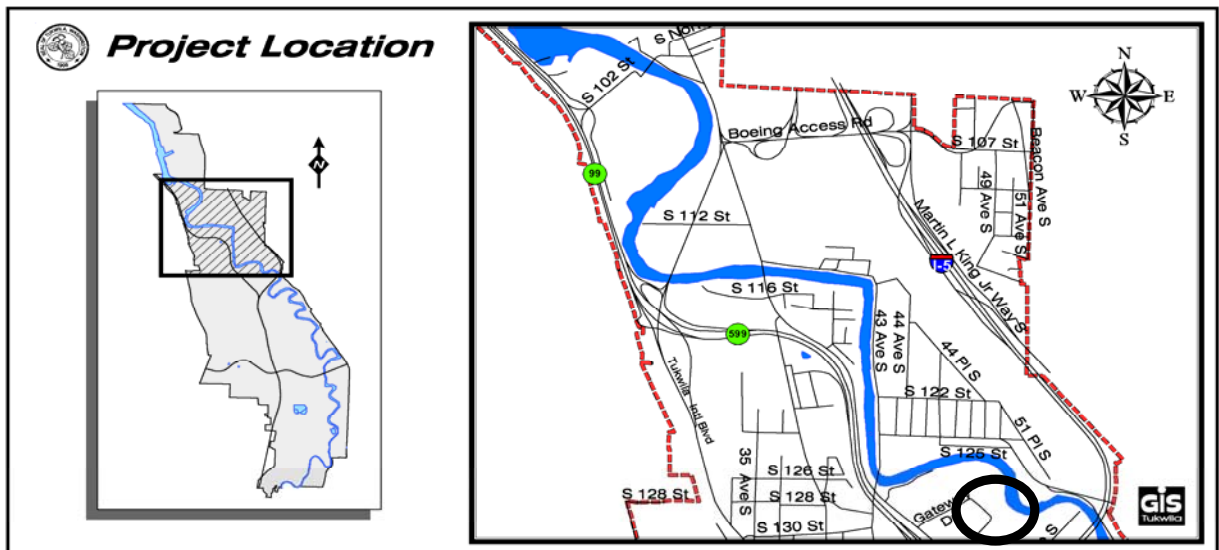 Project Location
N
S 102 St
S Nor
N
W E
S
Boeing Access Rd
S 107 St
Beacon Ave S
49 Ave S
51 Ave S
99
S 112 St
Martin L King Jr Way S
I-5
S 116 St
599
43 Ave S
44 Ave S
44 Pl S
Tukwila Intl Blvd
S 122 St
51 Pl S
S 125 St
35 Ave S
S 126 St
S 128 St
S 128 St
S 130 St
GIS
Tukwila
S